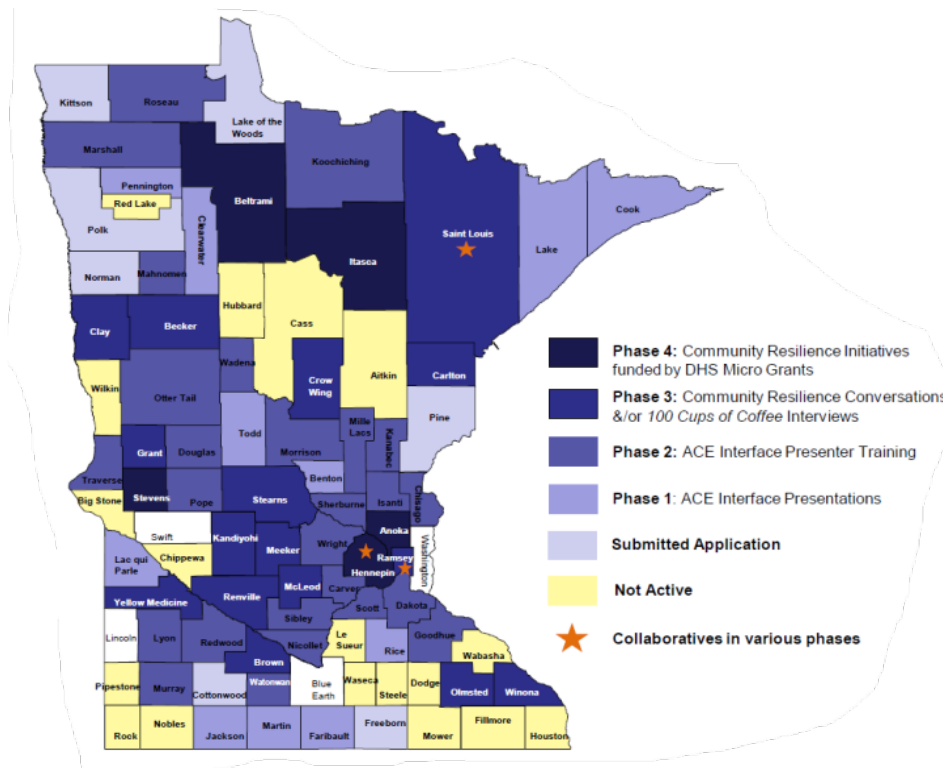 Kittson
Roseau
Lake of the
Woods
Marshall
Koochiching
Pennington
Red Lake
Beltrami
Clearwater
Polk
Saint Louis
Cook
Lake
Itasca
Norman
Mahnomen
Hubbard
Cass
Clay
Becker
Wadena
Crow
Wing
Aitkin
Carlton
Wilkin
Otter Tail
Pine
Todd
Mille
Lacs
Kanabec
Grant
Douglas
Morrison
Benton
Traverse
Stevens
Pope
Stearns
Sherburne
Isanti
Chisago
Big Stone
Swift
Kandiyohi
Meeker
Wright
Anoka
Washington
Ramsey
Hennepin
Lac qui
Parle
Chippewa
McLeod
Carver
Yellow Medicine
Renville
Scott
Dakota
Sibley
Lincoln
Lyon
Redwood
Nicollet
Le
Sueur
Rice
Goodhue
Wabasha
Brown
Pipestone
Murray
Cottonwood
Watonwan
Blue
Earth
Waseca
Steele
Dodge
Olmsted
Winona
Rock
Nobles
Jackson
Martin
Faribault
Freeborn
Mower
Fillmore
Houston
Phase 4: Community Resilience Initiatives
funded by DHS Micro Grants
Phase 3: Community Resilience Conversations
&/or 100 Cups of Coffee Interviews
Phase 2: ACE Interface Presenter Training
Phase 1: ACE Interface Presentations
Submitted Application
Not Active
Collaboratives in various phases